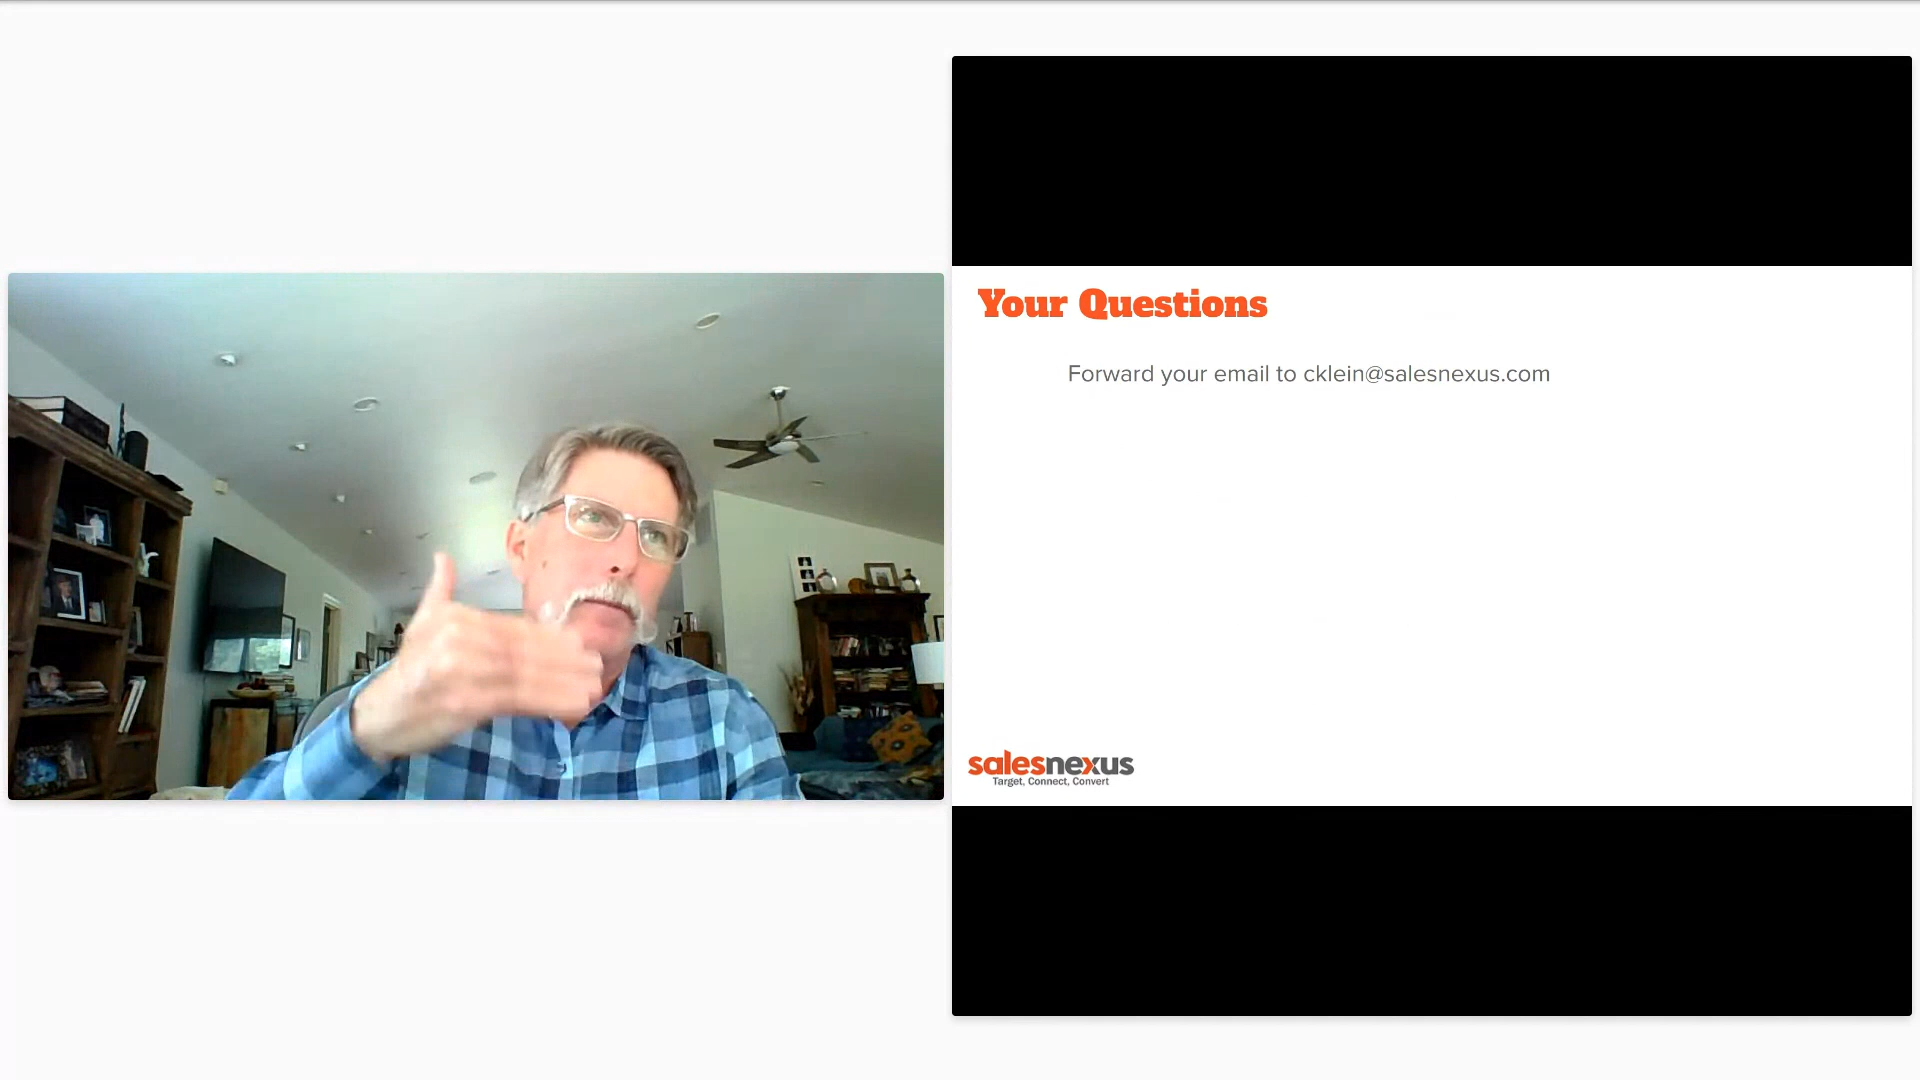 Your Questions
Forward your email to cklein@salesnexus.com
salesnexus
Target, Connect, Convert